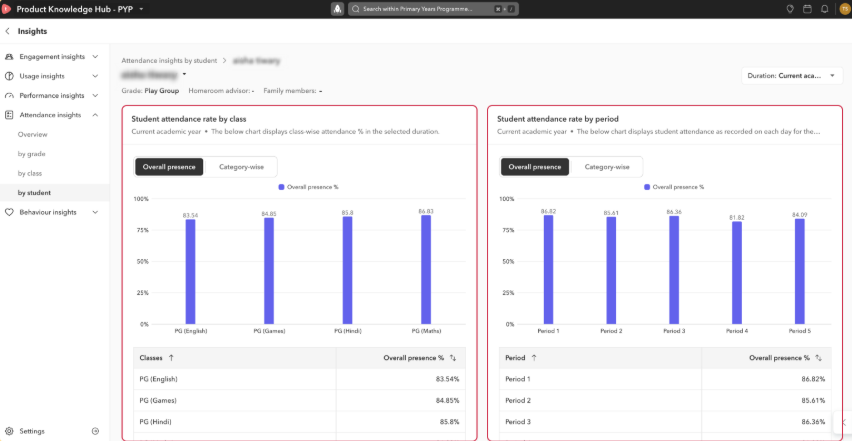 Product Knowledge Hub - PYP
Search within Primary Years Programme... ⌘ + /
TS
Insights
Engagement insights
Usage insights
Performance insights
Attendance insights
Overview
by grade
by class
by student
Behaviour insights
Settings
Attendance insights by student >
Grade: Play Group Homeroom advisor: - Family members: -
Duration: Current aca...
Student attendance rate by class
Current academic year • The below chart displays class-wise attendance % in the selected duration.
Overall presence Category-wise
Overall presence %
100%
75%
50%
25%
0%
83.54 84.85 85.8 86.83
PG (English) PG (Games) PG (Hindi) PG (Maths)
Classes ↑ Overall presence % ↑↓
PG (English) 83.54%
PG (Games) 84.85%
PG (Hindi) 85.8%
Student attendance rate by period
Current academic year • The below chart displays student attendance as recorded on each day for the...
Overall presence Category-wise
Overall presence %
100%
75%
50%
25%
0%
86.82 85.61 86.36 81.82 84.09
Period 1 Period 2 Period 3 Period 4 Period 5
Period ↑ Overall presence % ↑↓
Period 1 86.82%
Period 2 85.61%
Period 3 86.36%